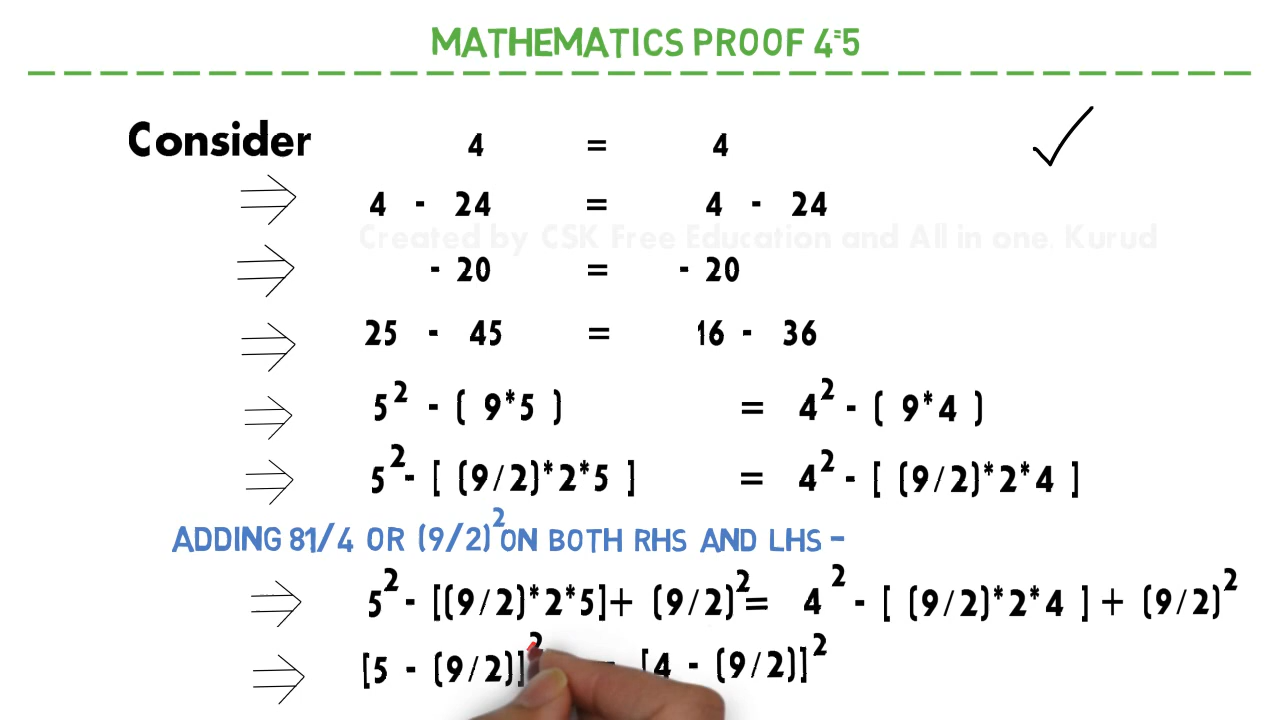 MATHEMATICS PROOF 4=5
Consider 4 = 4
4 - 24 = 4 - 24
Created by CSK Free Education and All in one, Kurud
- 20 = - 20
25 - 45 = 16 - 36
5² - ( 9*5 ) = 4² - ( 9*4 )
5² - [ (9/2)*2*5 ] = 4² - [ (9/2)*2*4 ]
ADDING 81/4 OR (9/2)² ON BOTH RHS AND LHS -
5² - [(9/2)*2*5]+ (9/2)² = 4² - [ (9/2)*2*4 ] + (9/2)²
[5 - (9/2)]² = [4 - (9/2)]²